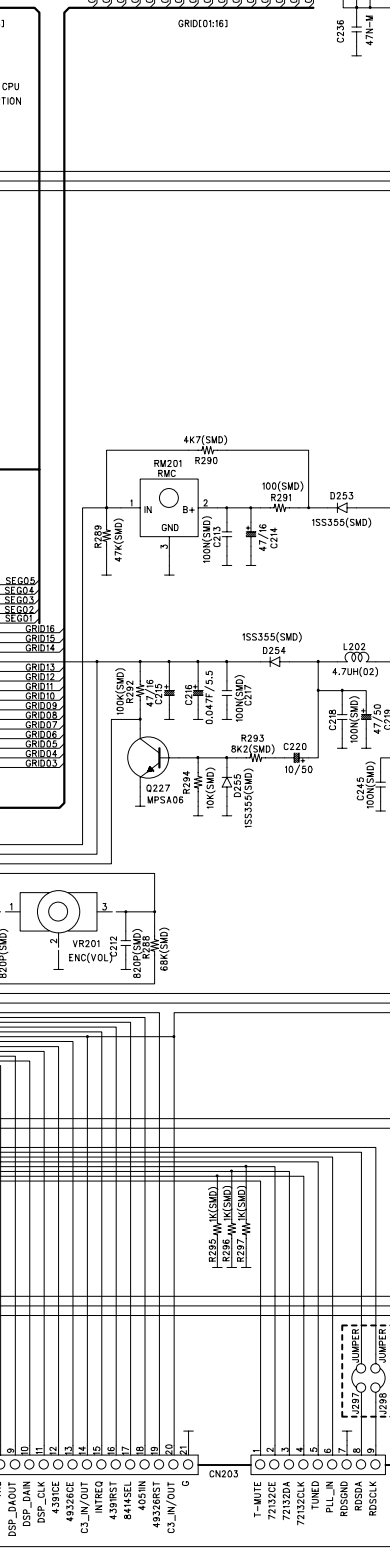 GRID[01:16]
C236
47N-M
CPU
TION
4K7(SMD)
R290
RM201
RMC
1
IN
B+
2
GND
3
R289
47K(SMD)
100N(SMD)
C213
47/16
C214
100(SMD)
R291
D253
1SS355(SMD)
SEG05
SEG04
SEG03
SEG02
SEG01
GRID16
GRID15
GRID14
GRID13
GRID12
GRID11
GRID10
GRID09
GRID08
GRID07
GRID06
GRID05
GRID04
GRID03
1SS355(SMD)
D254
L202
4.7UH(02)
100K(SMD)
R292
47/16
C215
C216
0.047F/5.5
100N(SMD)
C217
C218
100N(SMD)
47/50
C219
R293
8K2(SMD)
C220
10/50
Q227
MPSA06
R294
10K(SMD)
D255
1SS355(SMD)
C245
100N(SMD)
820P(SMD)
1
3
2
VR201
ENC(VOL)
C212
820P(SMD)
R288
68K(SMD)
R295
1K(SMD)
R296
1K(SMD)
R297
1K(SMD)
JUMPER
JUMPER
J297
J298
9
10
11
12
13
14
15
16
17
18
19
20
21
CN203
1
2
3
4
5
6
7
8
9
DSP_DAOUT
DSP_DAIN
DSP_CLK
4391CE
49326CE
C3_IN/OUT
INTREQ
4391RST
8414SEL
4051IN
49326RST
C3_IN/OUT
G
T-MUTE
72132CE
72132DA
72132CLK
TUNED
PLL_IN
RDSGND
RDSDA
RDSCLK